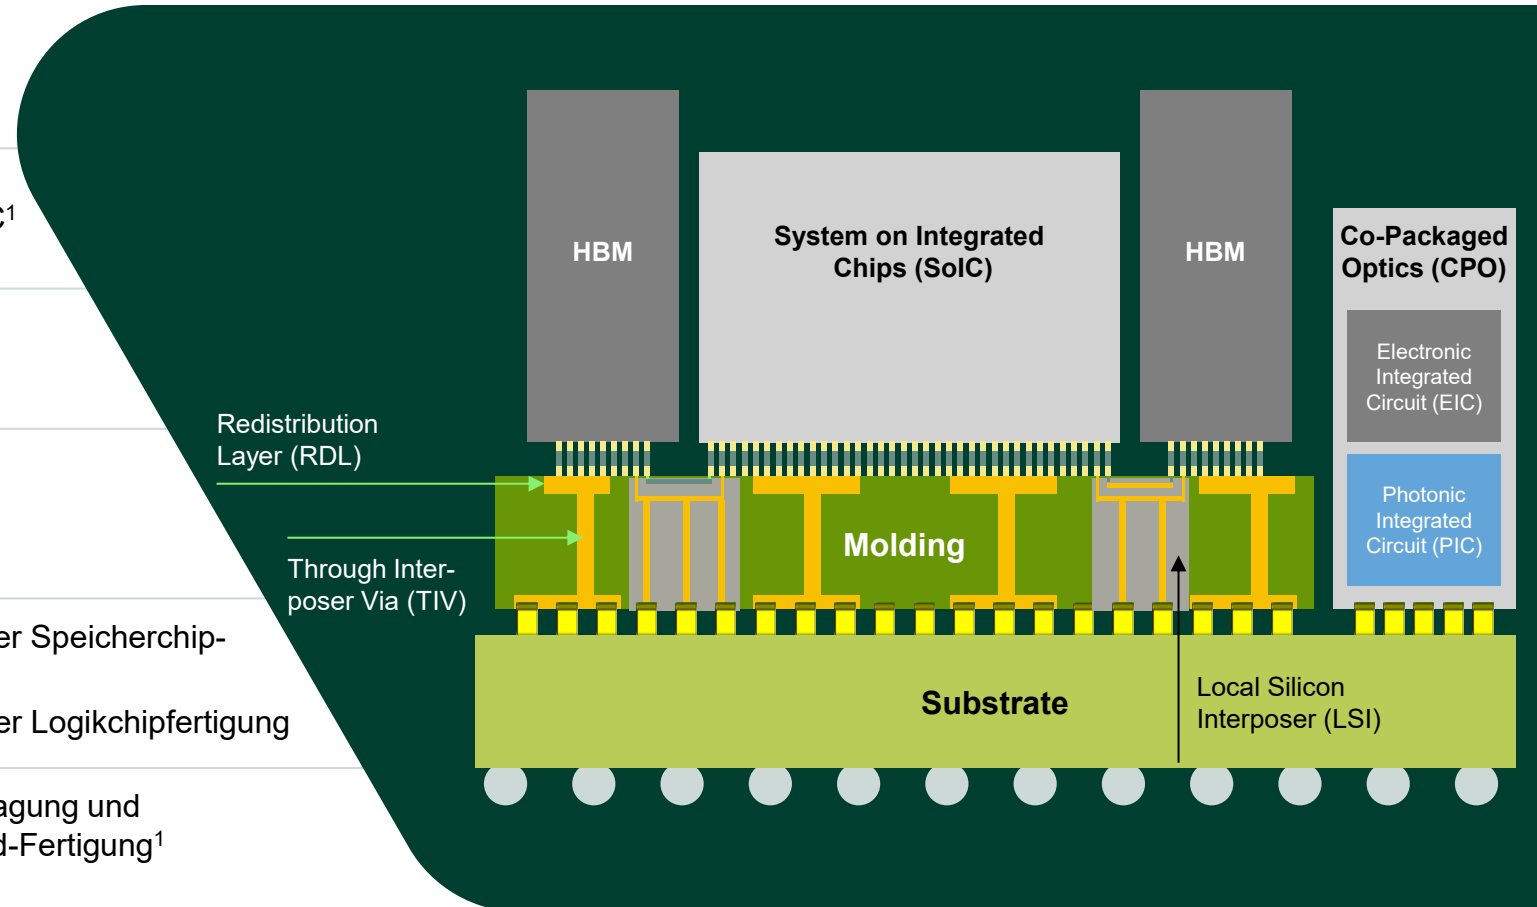 HBM
System on Integrated
Chips (SoIC)
HBM
Co-Packaged
Optics (CPO)
Electronic
Integrated
Circuit (EIC)
Photonic
Integrated
Circuit (PIC)
Redistribution
Layer (RDL)
Molding
Through Inter-
poser Via (TIV)
Substrate
Local Silicon
Interposer (LSI)
er Speicherchip-
er Logikchipfertigung
agung und
d-Fertigung¹